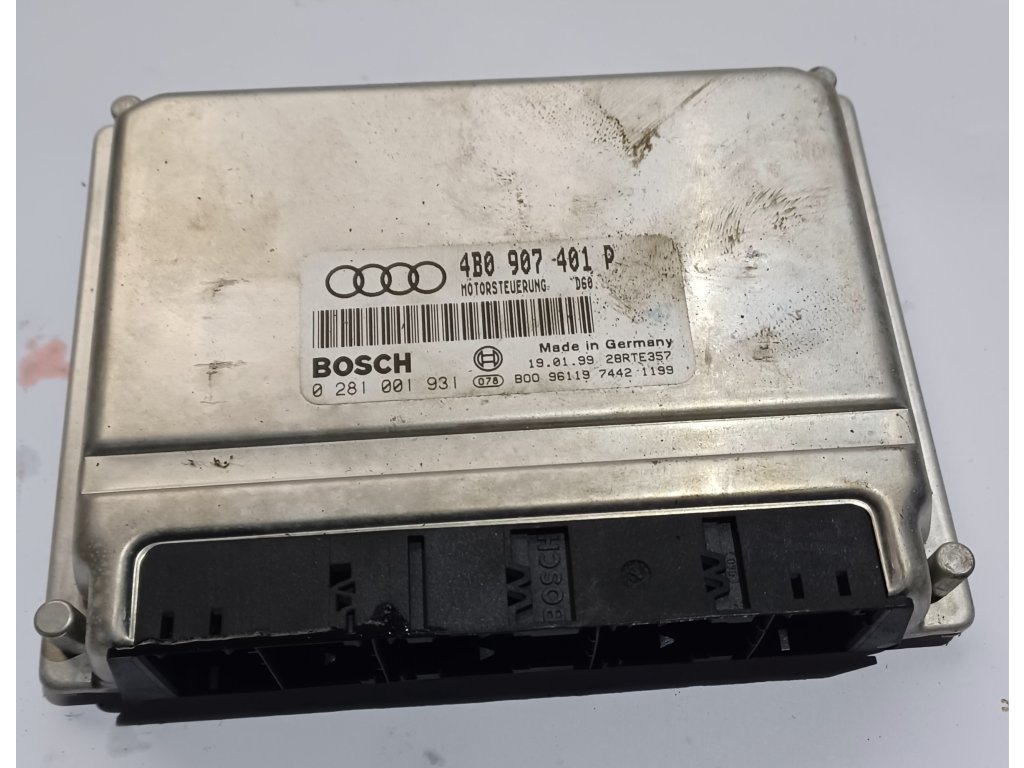 4B0 907 401 P
MOTORSTEUERUNG D60
Made in Germany
BOSCH
19.01.99 28RTE357
0 281 001 931 078 B00 96119 7442 1199
BOSCH